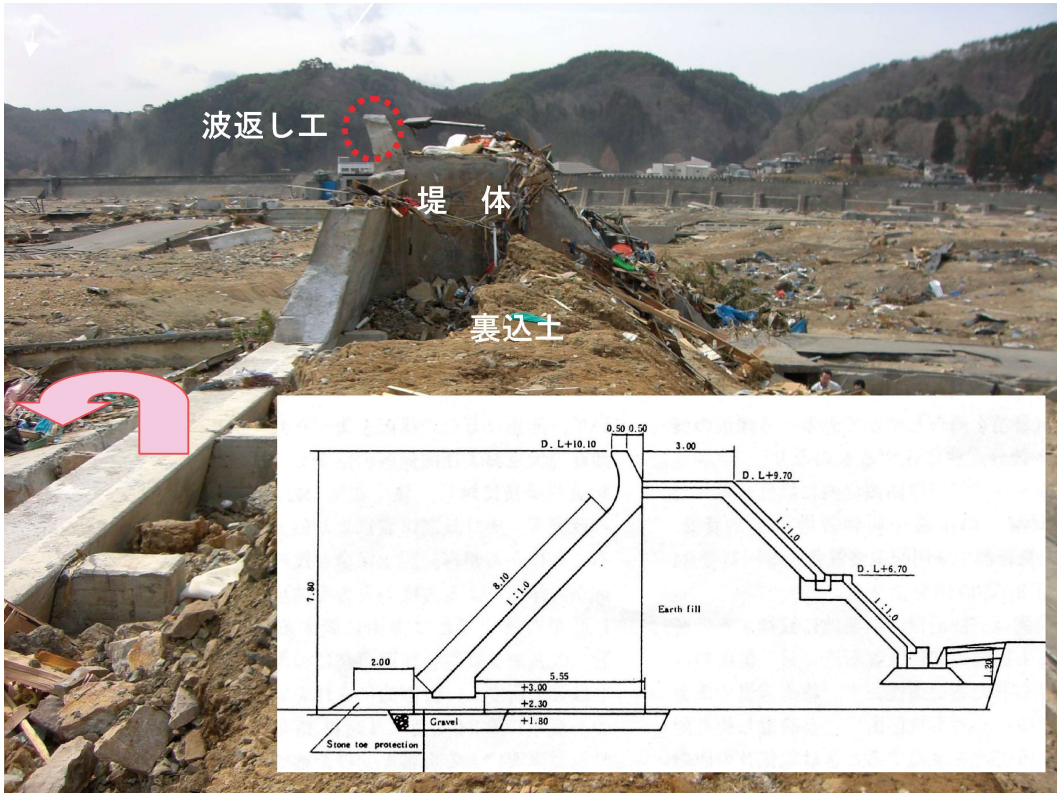 波返し工
堤 体
裏込土
0.50 0.50
D. L+10.10
3.00
D. L+9.70
1:1.0
7.80
8.10
1:1.0
D. L+6.70
Earth fill
1:1.0
2.00
5.55
+3.00
+2.30
Gravel
+1.80
1.20
Stone toe protection